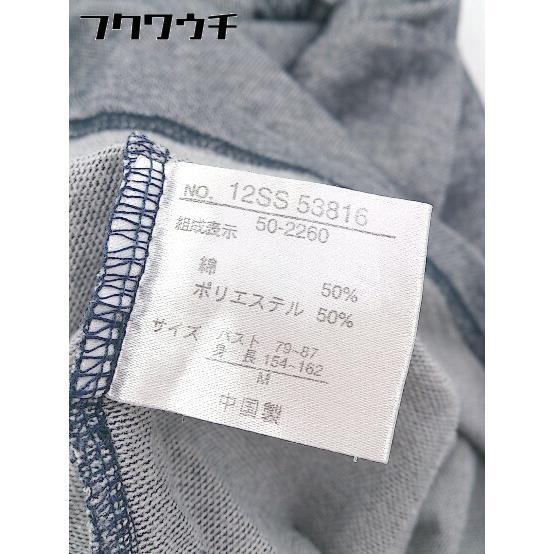 フクワウチ
NO. 12SS 53816
組成表示 50-2260
綿 50%
ポリエステル 50%
サイズ バスト 79~87
身 長 154~162
M
中国製